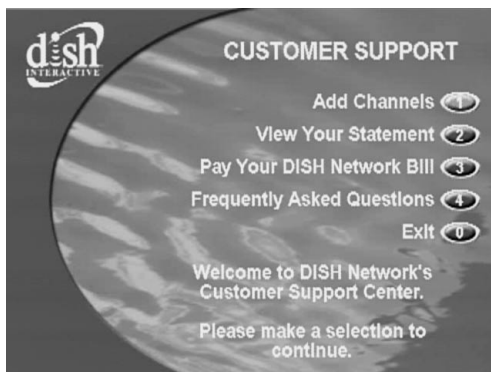 dish
INTERACTIVE
CUSTOMER SUPPORT
Add Channels 1
View Your Statement 2
Pay Your DISH Network Bill 3
Frequently Asked Questions 4
Exit 0
Welcome to DISH Network's
Customer Support Center.
Please make a selection to
continue.